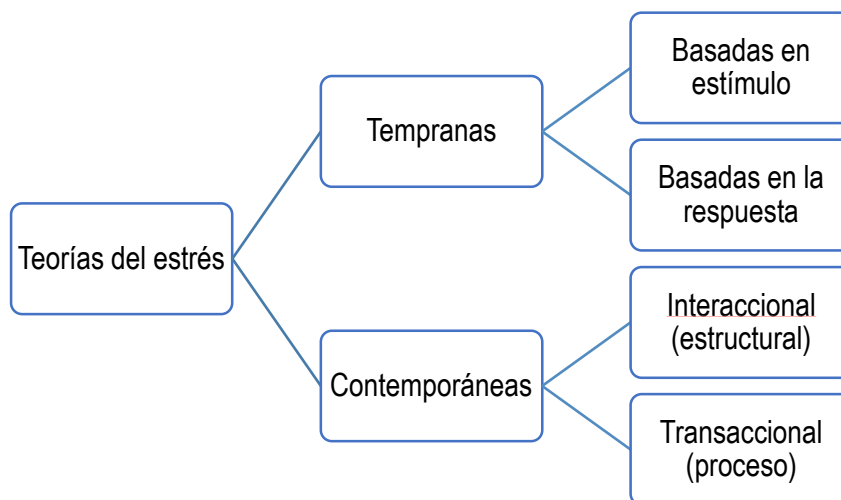 Teorías del estrés
Tempranas
Basadas en
estímulo
Basadas en la
respuesta
Contemporáneas
Interaccional
(estructural)
Transaccional
(proceso)